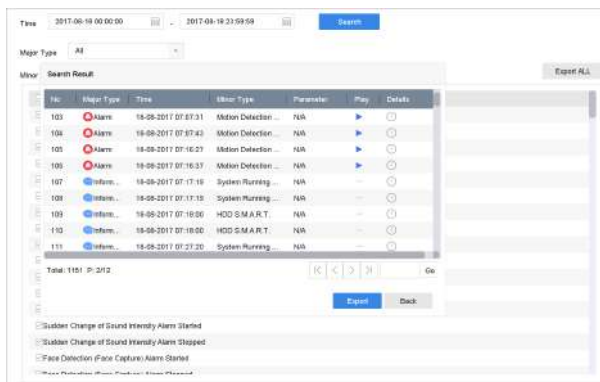 Time 2017-08-18 00:00:00 - 2017-08-18 23:59:59 Search
Major Type All
Minor
Export ALL
Search Result
No Major Type Time Minor Type Parameter Play Details
103 Alarm 18-08-2017 07:07:31 Motion Detection ... N/A
104 Alarm 18-08-2017 07:07:43 Motion Detection ... N/A
105 Alarm 18-08-2017 07:16:27 Motion Detection ... N/A
106 Alarm 18-08-2017 07:16:37 Motion Detection ... N/A
107 Inform... 18-08-2017 07:17:19 System Running ... N/A —
108 Inform... 18-08-2017 07:17:19 System Running ... N/A —
109 Inform... 18-08-2017 07:18:00 HDD S.M.A.R.T. N/A —
110 Inform... 18-08-2017 07:18:00 HDD S.M.A.R.T. N/A —
111 Inform... 18-08-2017 07:27:20 System Running ... N/A —
Total: 1151 P: 2/12 Go
Export Back
Sudden Change of Sound Intensity Alarm Started
Sudden Change of Sound Intensity Alarm Stopped
Face Detection (Face Capture) Alarm Started